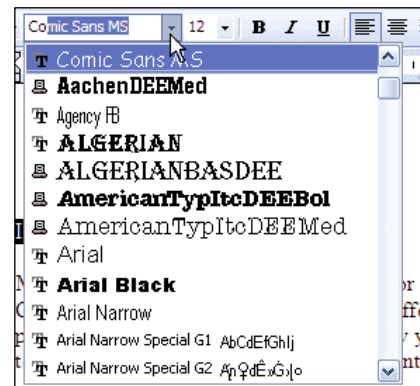 Comic Sans MS 12 B I U
Comic Sans MS
AachenDEEMed
Agency FB
ALGERIAN
ALGERIANBASDEE
AmericanTypItcDEEBol
AmericanTypItcDEEMed
Arial
Arial Black
Arial Narrow
Arial Narrow Special G1 AbCdEfGhIj
Arial Narrow Special G2